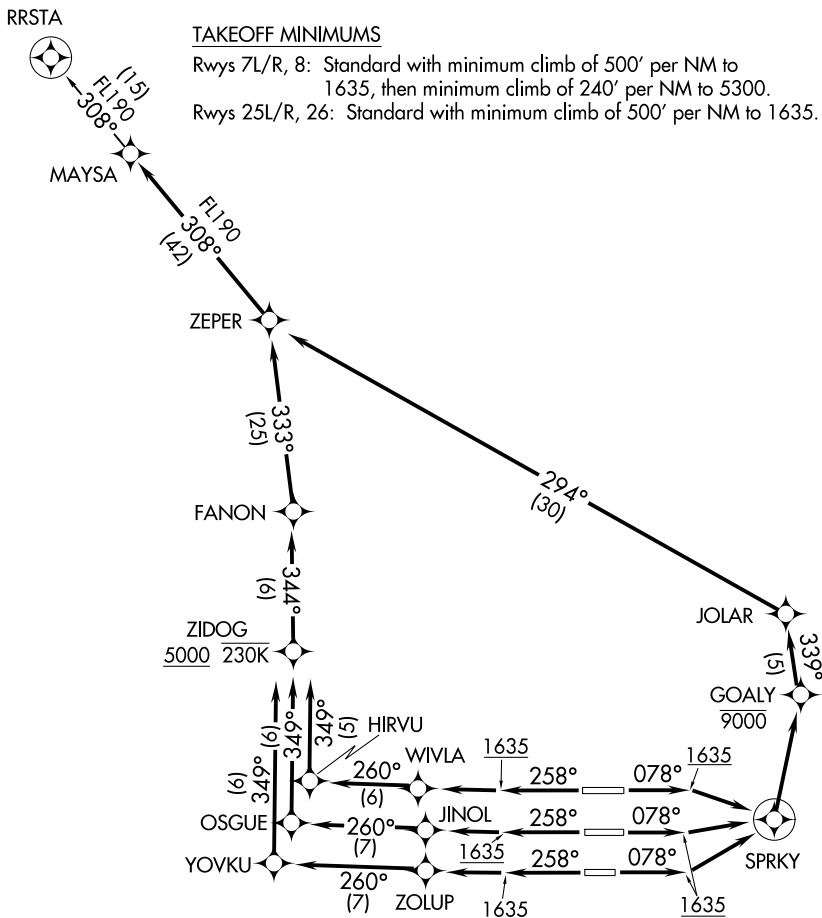 RRSTA
TAKEOFF MINIMUMS
Rwys 7L/R, 8: Standard with minimum climb of 500' per NM to
1635, then minimum climb of 240' per NM to 5300.
Rwys 25L/R, 26: Standard with minimum climb of 500' per NM to 1635.
(15)
FL190
308°
MAYSA
FL190
308°
(42)
ZEPER
333°
(25)
294°
(30)
FANON
344°
(6)
ZIDOG
5000 230K
JOLAR
339°
(5)
GOALY
9000
349°
(6)
349°
(6)
349°
(5)
HIRVU
WIVLA
1635
1635
260°
(6)
258°
078°
OSGUE
JINOL
260°
(7)
1635
258°
078°
SPRKY
YOVKU
260°
(7)
ZOLUP
258°
078°
1635
1635